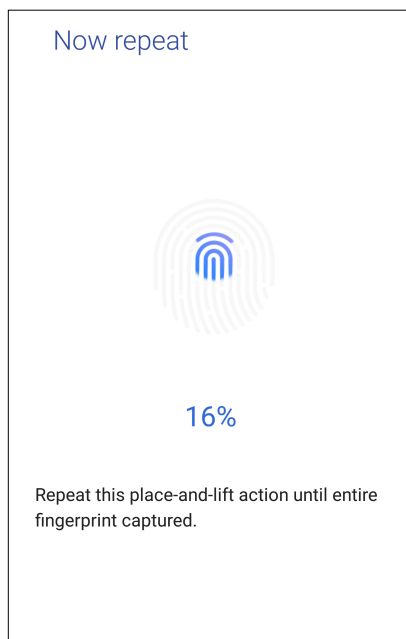 Now repeat
16%
Repeat this place-and-lift action until entire
fingerprint captured.